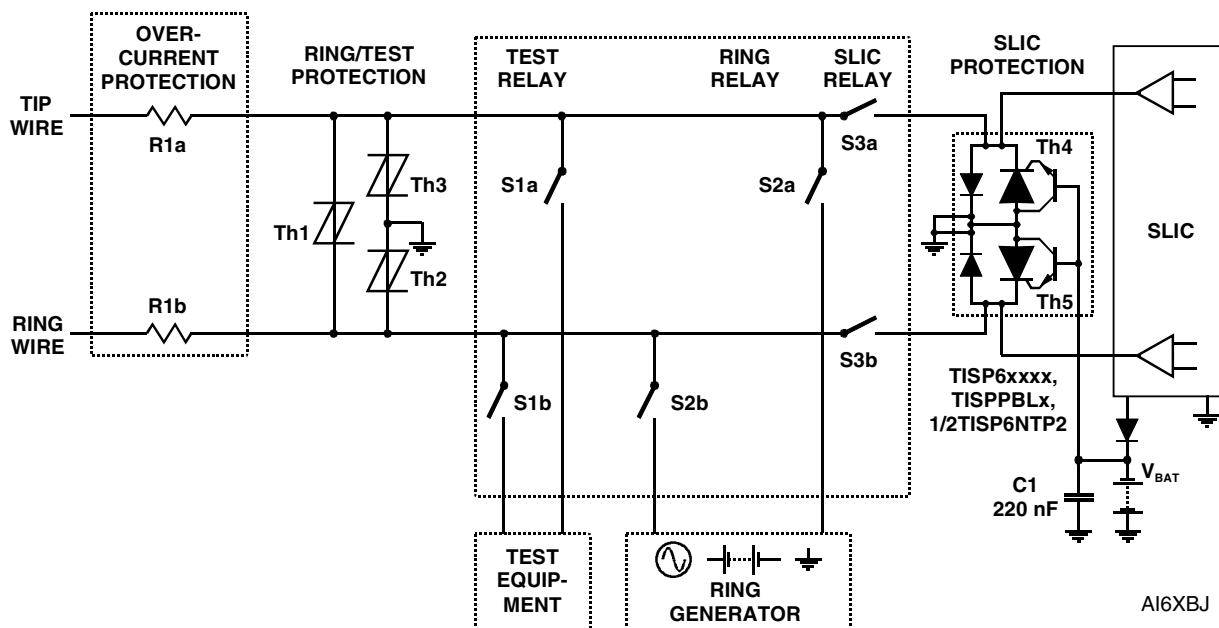 OVER-
CURRENT
PROTECTION
RING/TEST
PROTECTION
TEST
RELAY
RING
RELAY
SLIC
RELAY
SLIC
PROTECTION
TIP
WIRE
R1a
Th3
Th1
Th2
S1a
S2a
S3a
Th4
SLIC
Th5
RING
WIRE
R1b
S1b
S2b
S3b
TISP6xxxx,
TISPPBLx,
1/2TISP6NTP2
C1
220 nF
VBAT
TEST
EQUIP-
MENT
RING
GENERATOR
AI6XBJ